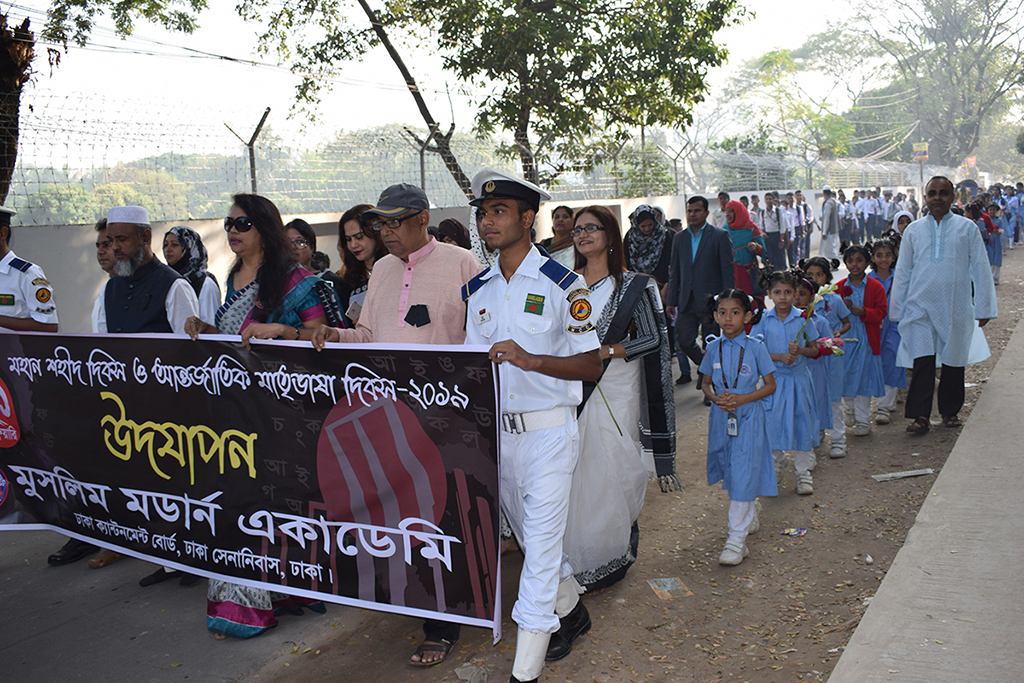 মহান শহীদ দিবস ও আন্তর্জাতিক মাতৃভাষা দিবস-২০১৯
উদযাপন
মুসলিম মডার্ন একাডেমি
ঢাকা ক্যান্টনমেন্ট বোর্ড, ঢাকা সেনানিবাস, ঢাকা।